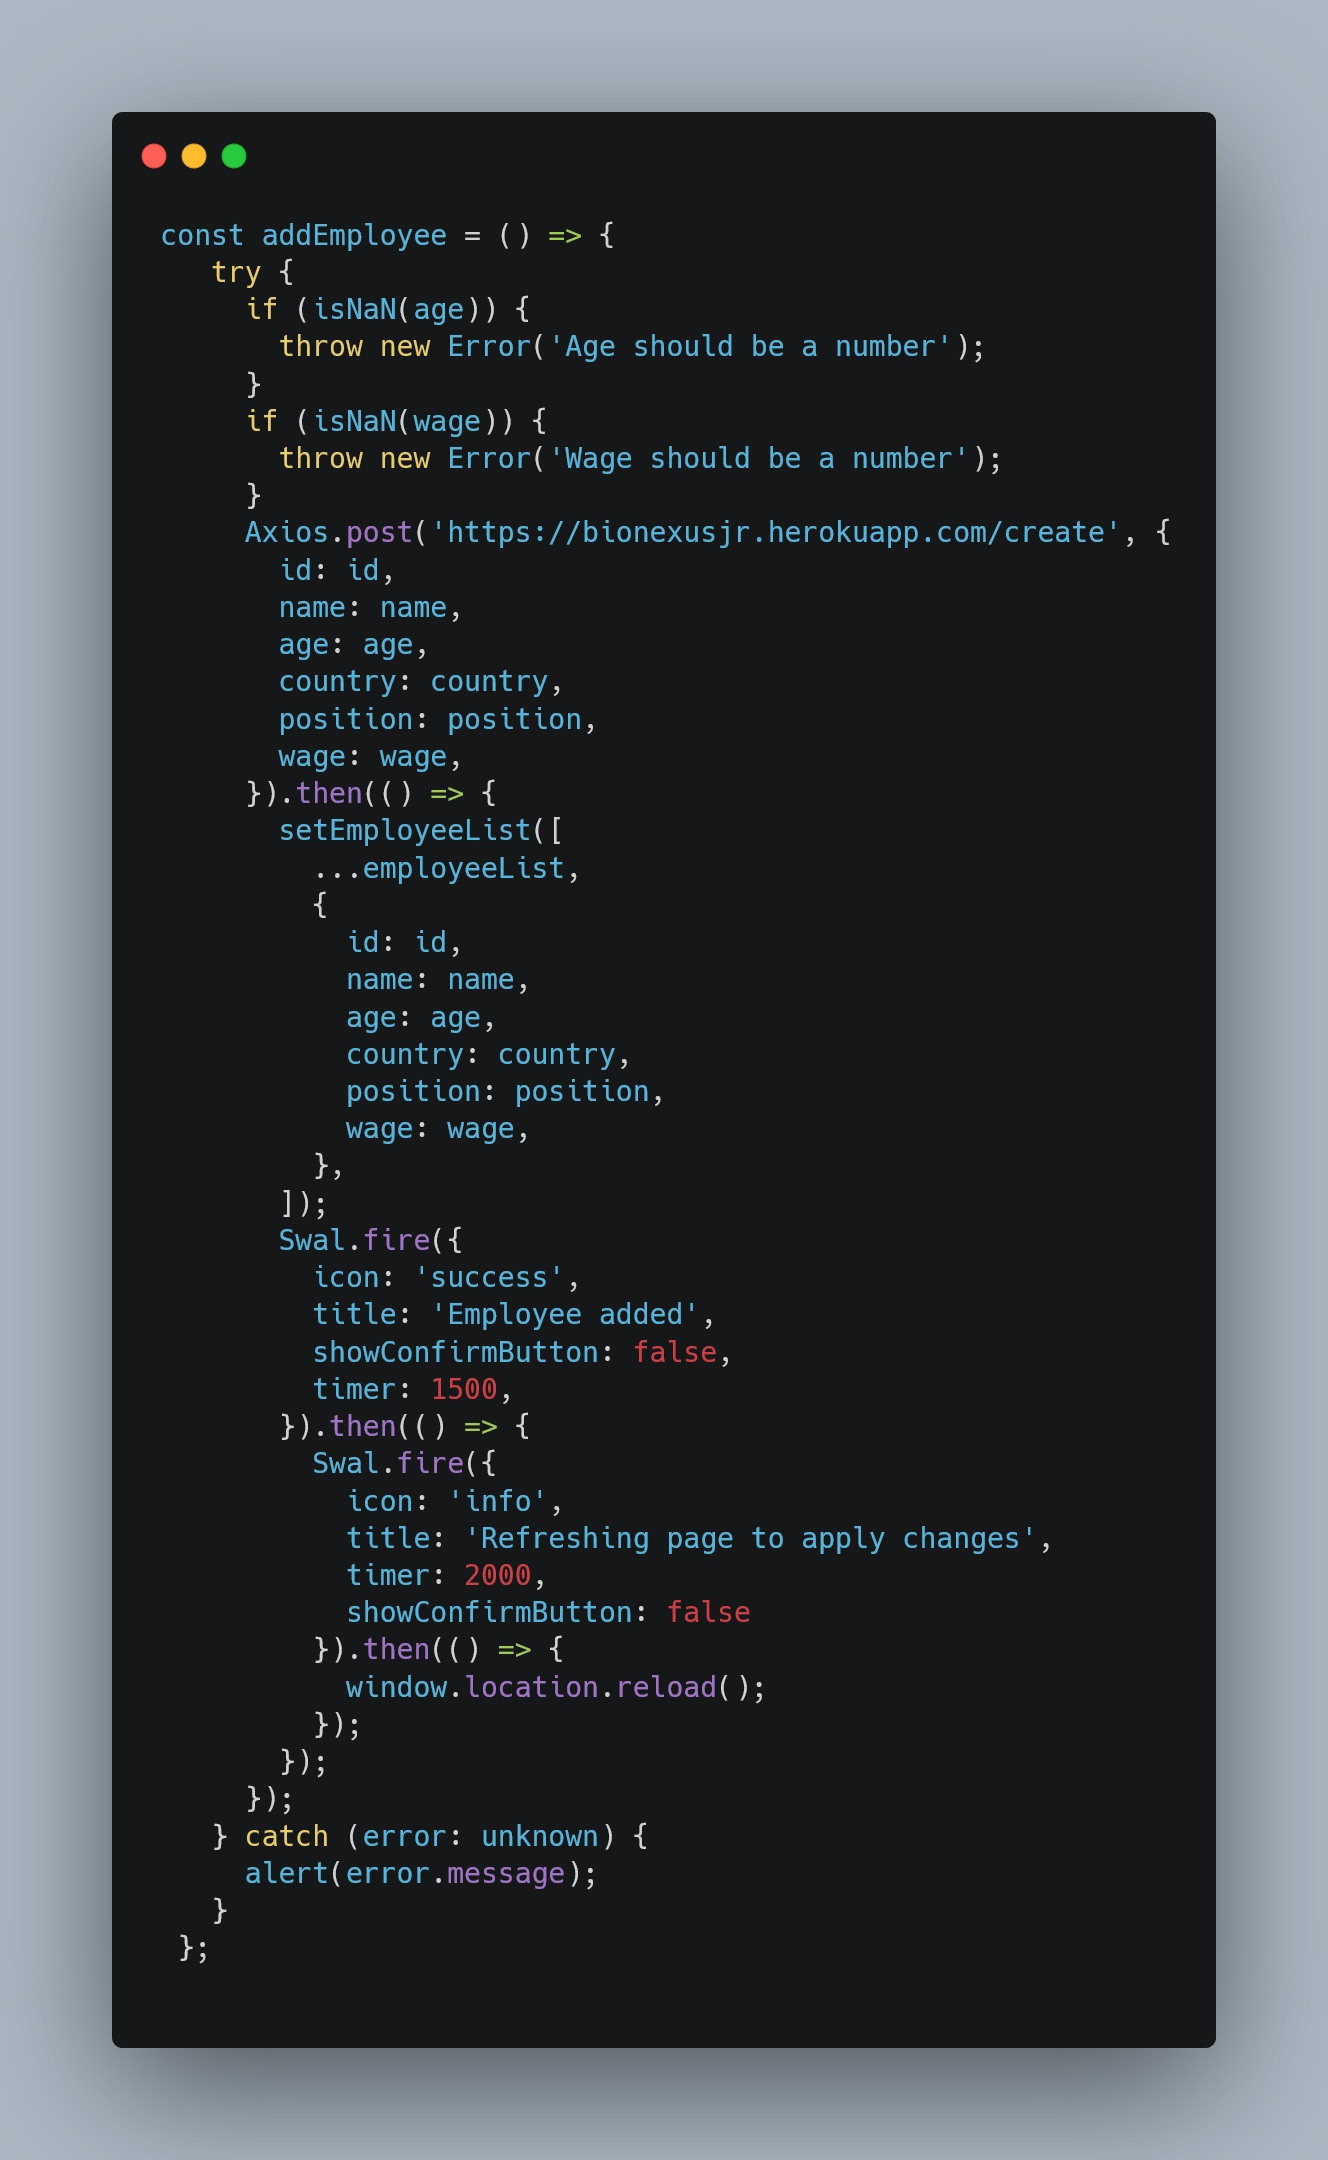 const addEmployee = () => {
   try {
     if (isNaN(age)) {
       throw new Error('Age should be a number');
     }
     if (isNaN(wage)) {
       throw new Error('Wage should be a number');
     }
     Axios.post('https://bionexusjr.herokuapp.com/create', {
       id: id,
       name: name,
       age: age,
       country: country,
       position: position,
       wage: wage,
     }).then(() => {
       setEmployeeList([
         ...employeeList,
         {
           id: id,
           name: name,
           age: age,
           country: country,
           position: position,
           wage: wage,
         },
       ]);
       Swal.fire({
         icon: 'success',
         title: 'Employee added',
         showConfirmButton: false,
         timer: 1500,
       }).then(() => {
         Swal.fire({
           icon: 'info',
           title: 'Refreshing page to apply changes',
           timer: 2000,
           showConfirmButton: false
         }).then(() => {
           window.location.reload();
         });
       });
     });
   } catch (error: unknown) {
     alert(error.message);
   }
 };